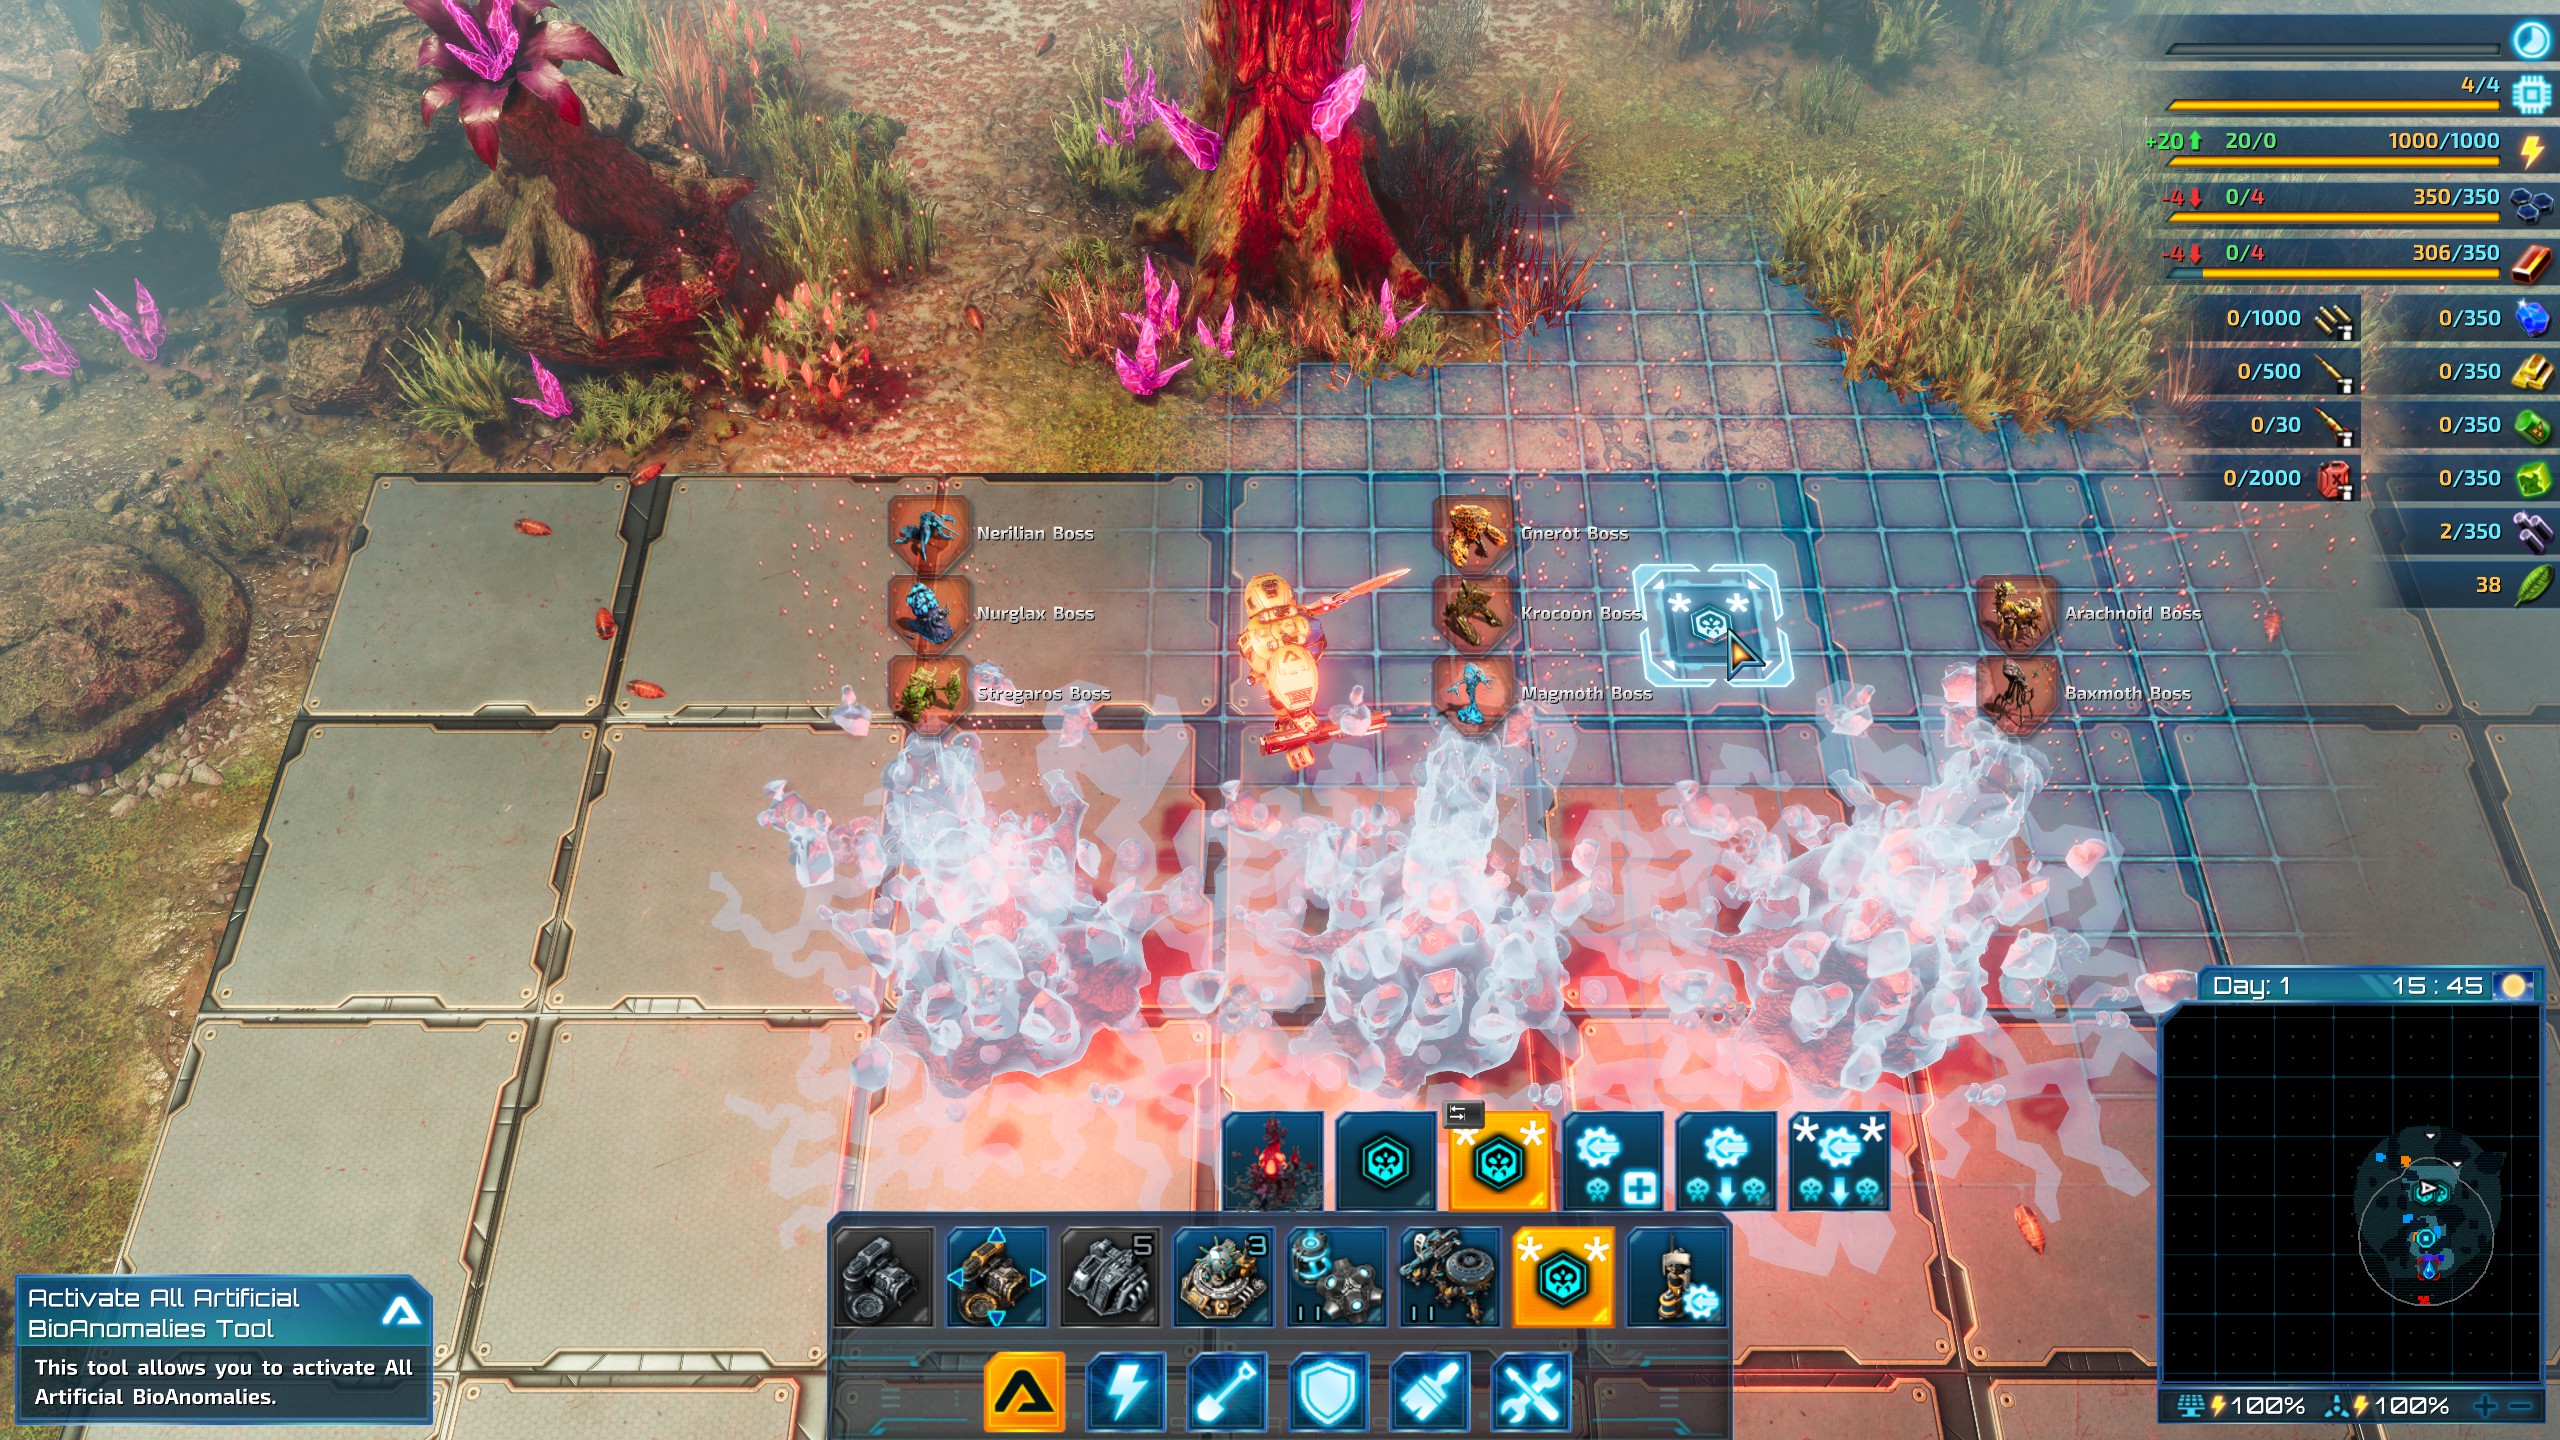 4/4
+20 20/0 1000/1000
-4 0/4 350/350
-4 0/4 306/350
0/1000 0/350
0/500 0/350
0/30 0/350
0/2000 0/350
2/350
38
Nerilian Boss
Gnerot Boss
Nurglax Boss
Krocoon Boss
Arachnoid Boss
Stregaros Boss
Magmoth Boss
Baxmoth Boss
Day: 1 15:45
5
3
Activate All Artificial
BioAnomalies Tool
This tool allows you to activate All
Artificial BioAnomalies.
100% 100%